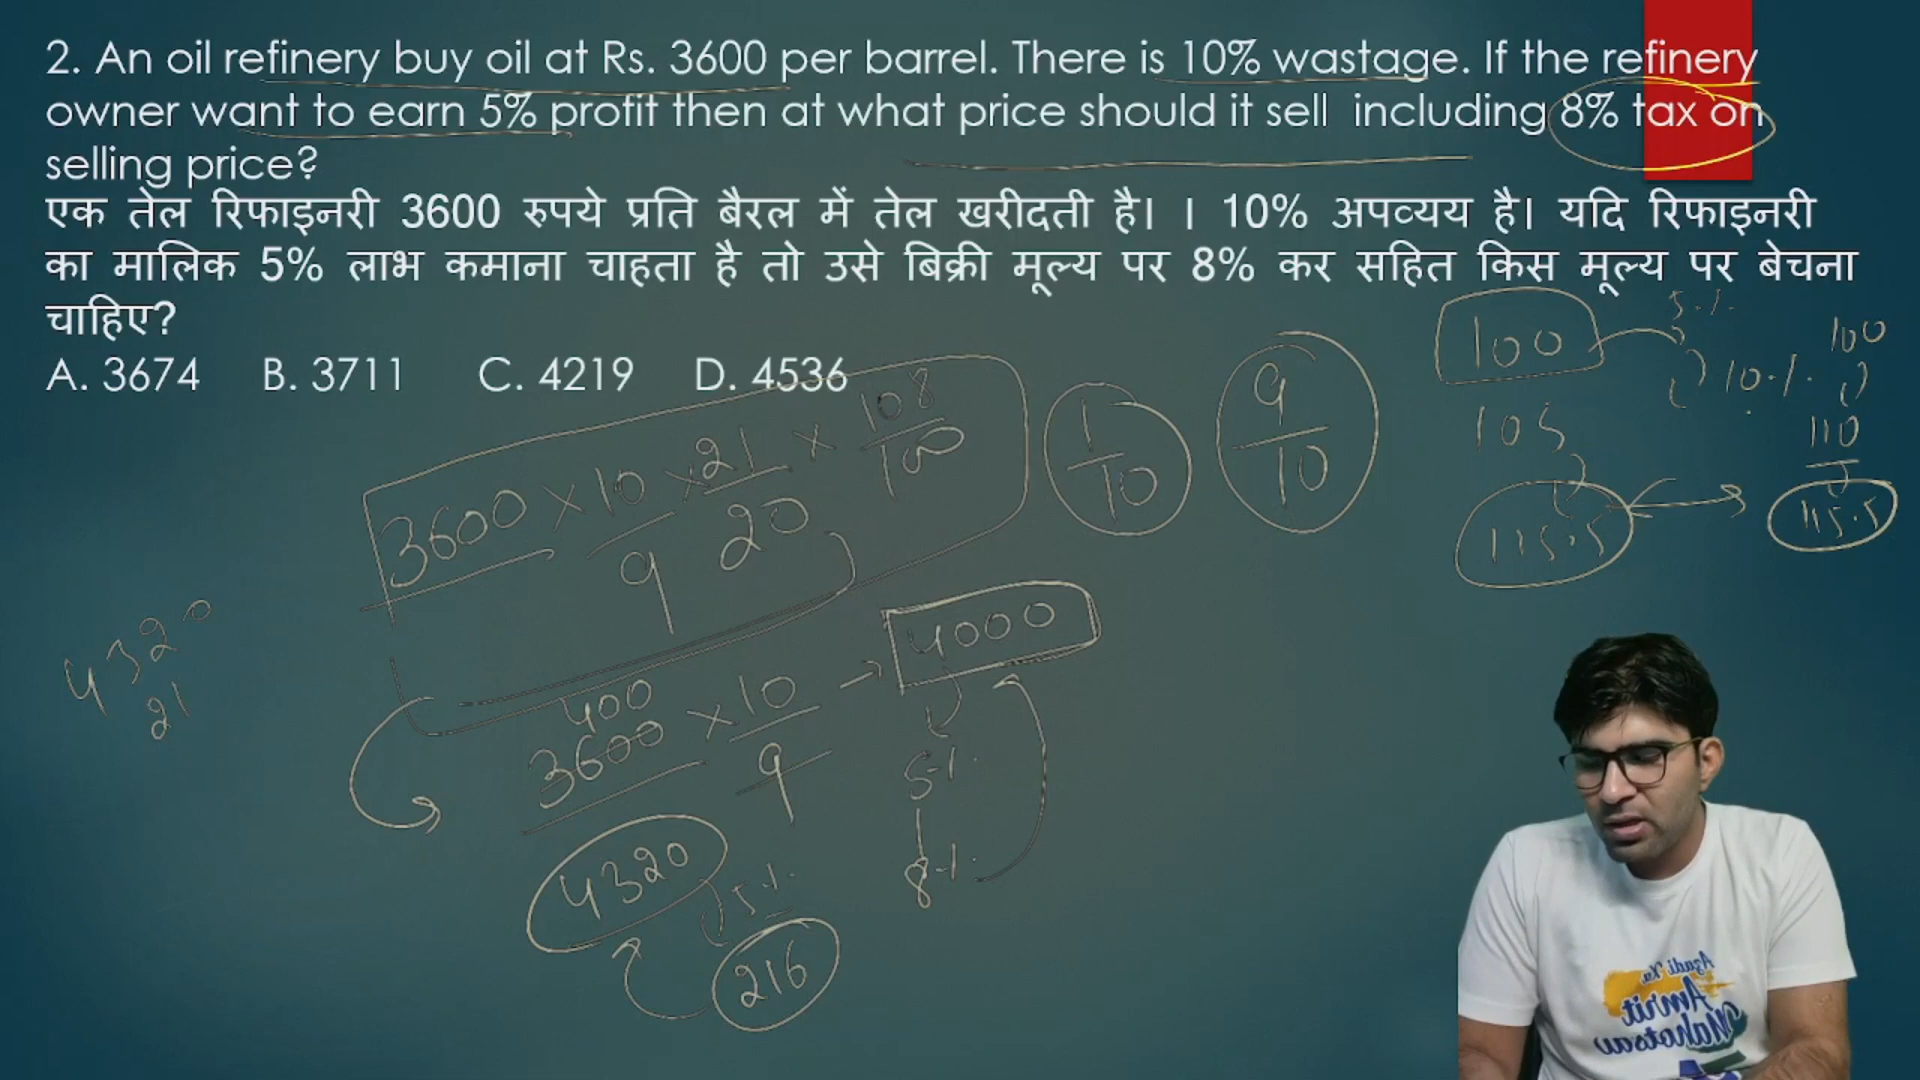 2. An oil refinery buy oil at Rs. 3600 per barrel. There is 10% wastage. If the refinery
owner want to earn 5% profit then at what price should it sell including 8% tax on
selling price?
एक तेल रिफाइनरी 3600 रुपये प्रति बैरल में तेल खरीदती है। । 10% अपव्यय है। यदि रिफाइनरी
का मालिक 5% लाभ कमाना चाहता है तो उसे बिक्री मूल्य पर 8% कर सहित किस मूल्य पर बेचना
चाहिए?
A. 3674 B. 3711 C. 4219 D. 4536
3600 × 10/9 × 21/20 × 108/100
1/10
9/10
100
5%
10%
100
105
110
115.5
115.5
4320
21
400
3600 × 10/9 → 4000
5%
8%
4320
5%
216
Azadi Ka
Amrit
Mahotsav